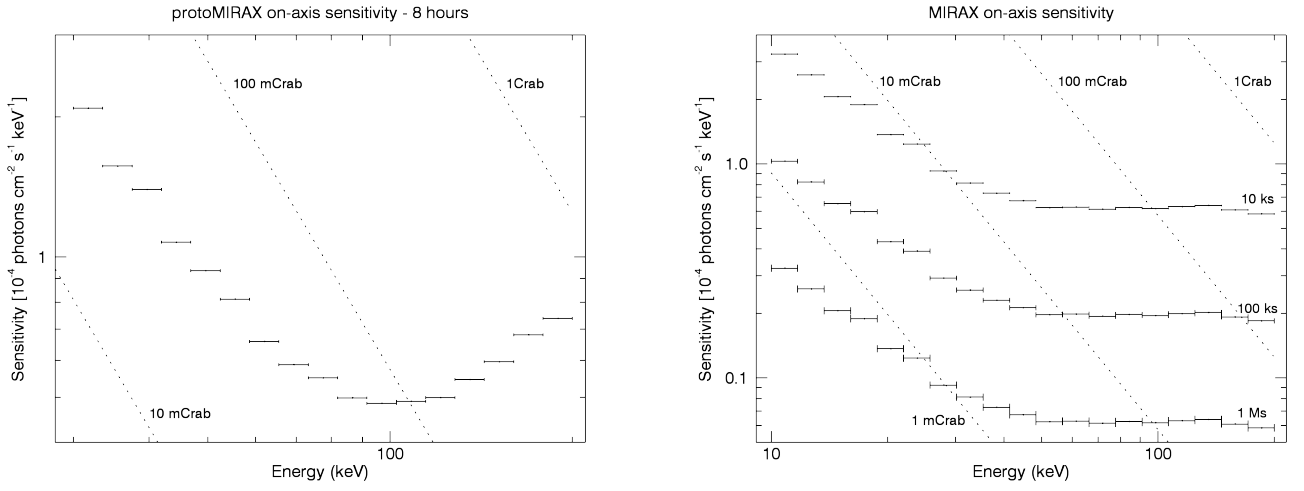 protoMIRAX on-axis sensitivity - 8 hours
Sensitivity [10⁻⁴ photons cm⁻² s⁻¹ keV⁻¹]
100 mCrab
1Crab
1
10 mCrab
100
Energy (keV)
MIRAX on-axis sensitivity
Sensitivity [10⁻⁴ photons cm⁻² s⁻¹ keV⁻¹]
10 mCrab
100 mCrab
1Crab
1.0
10 ks
100 ks
0.1
1 mCrab
1 Ms
10
100
Energy (keV)